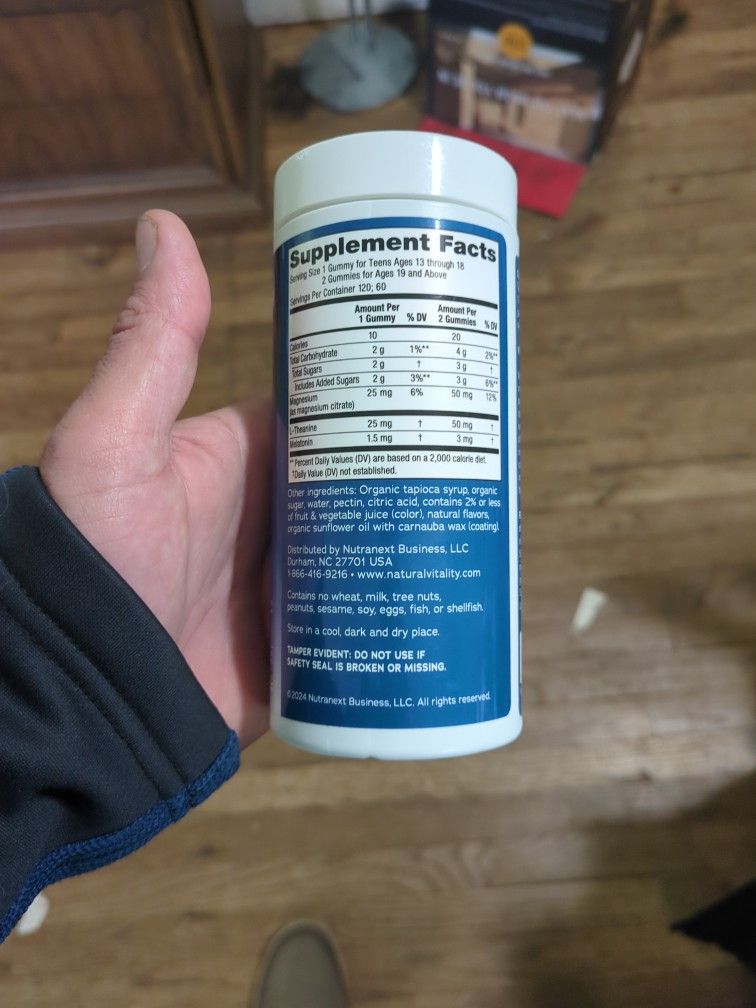 Supplement Facts
Serving Size 1 Gummy for Teens Ages 13 through 18
2 Gummies for Ages 19 and Above
Servings Per Container 120; 60
Amount Per 1 Gummy % DV Amount Per 2 Gummies % DV
Calories 10 20
Total Carbohydrate 2 g 1%** 4 g 2%**
Total Sugars 2 g † 3 g †
Includes Added Sugars 2 g 3%** 3 g 6%**
Magnesium 25 mg 6% 50 mg 12%
(as magnesium citrate)
L-Theanine 25 mg † 50 mg †
Melatonin 1.5 mg † 3 mg †
** Percent Daily Values (DV) are based on a 2,000 calorie diet.
†Daily Value (DV) not established.
Other ingredients: Organic tapioca syrup, organic
sugar, water, pectin, citric acid, contains 2% or less
of fruit & vegetable juice (color), natural flavors,
organic sunflower oil with carnauba wax (coating).
Distributed by Nutranext Business, LLC
Durham, NC 27701 USA
1-866-416-9216 • www.naturalvitality.com
Contains no wheat, milk, tree nuts,
peanuts, sesame, soy, eggs, fish, or shellfish.
Store in a cool, dark and dry place.
TAMPER EVIDENT: DO NOT USE IF
SAFETY SEAL IS BROKEN OR MISSING.
©2024 Nutranext Business, LLC. All rights reserved.